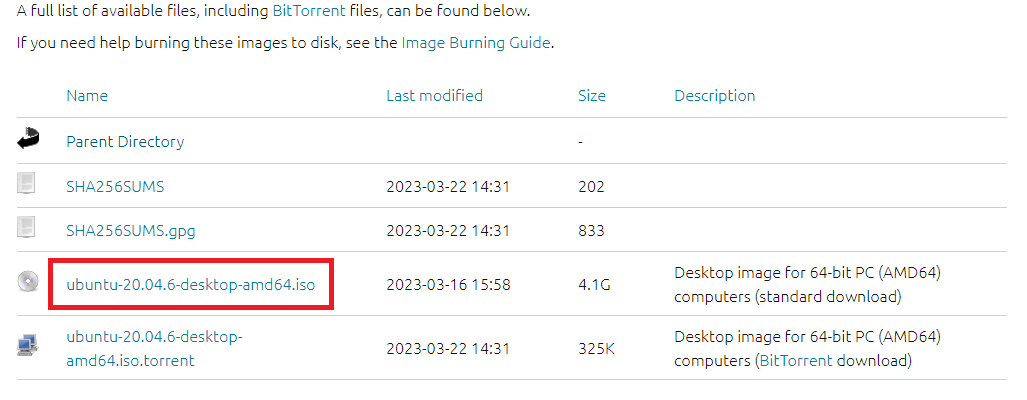 A full list of available files, including BitTorrent files, can be found below.
If you need help burning these images to disk, see the Image Burning Guide.
Name Last modified Size Description
Parent Directory -
SHA256SUMS 2023-03-22 14:31 202
SHA256SUMS.gpg 2023-03-22 14:31 833
ubuntu-20.04.6-desktop-amd64.iso 2023-03-16 15:58 4.1G Desktop image for 64-bit PC (AMD64)
computers (standard download)
ubuntu-20.04.6-desktop-
amd64.iso.torrent 2023-03-22 14:31 325K Desktop image for 64-bit PC (AMD64)
computers (BitTorrent download)